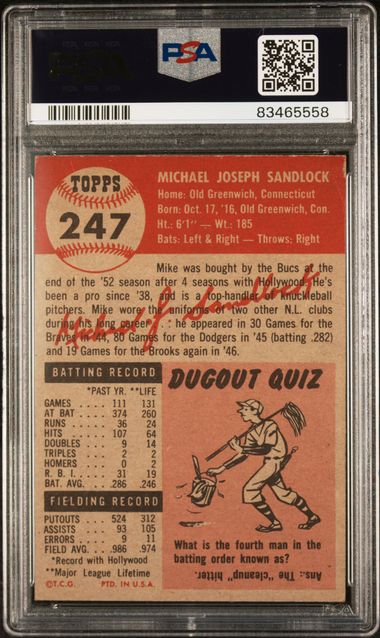 PSA
PSA
83465558
TOPPS
247
MICHAEL JOSEPH SANDLOCK
Home: Old Greenwich, Connecticut
Born: Oct. 17, '16, Old Greenwich, Con.
Ht.: 6'1" — Wt.: 185
Bats: Left & Right — Throws: Right
Mike was bought by the Bucs at the
end of the '52 season after 4 seasons with Hollywood. He's
been a pro since '38, and is a top-handler of knuckleball
pitchers. Mike wore the uniforms of two other N.L. clubs
during his long career: he appeared in 30 Games for the
Braves in '44, 80 Games for the Dodgers in '45 (batting .282)
and 19 Games for the Brooks again in '46.
Michael J. Sandlock
BATTING RECORD
*PAST YR. **LIFE
GAMES . . . . 111 131
AT BAT . . . . 374 260
RUNS . . . . 36 24
HITS . . . . 107 64
DOUBLES . . . . 9 14
TRIPLES . . . . 2 2
HOMERS . . . . 0 2
R. B. I. . . . . 31 19
BAT. AVG. . . . .286 .246
FIELDING RECORD
PUTOUTS . . . . 524 312
ASSISTS . . . . 93 105
ERRORS . . . . 9 11
FIELD AVG. . . .986 .974
*Record with Hollywood
**Major League Lifetime
©T.C.G. PTD. IN U.S.A.
DUGOUT QUIZ
What is the fourth man in the
batting order known as?
Ans.: The "cleanup" hitter.
PSA